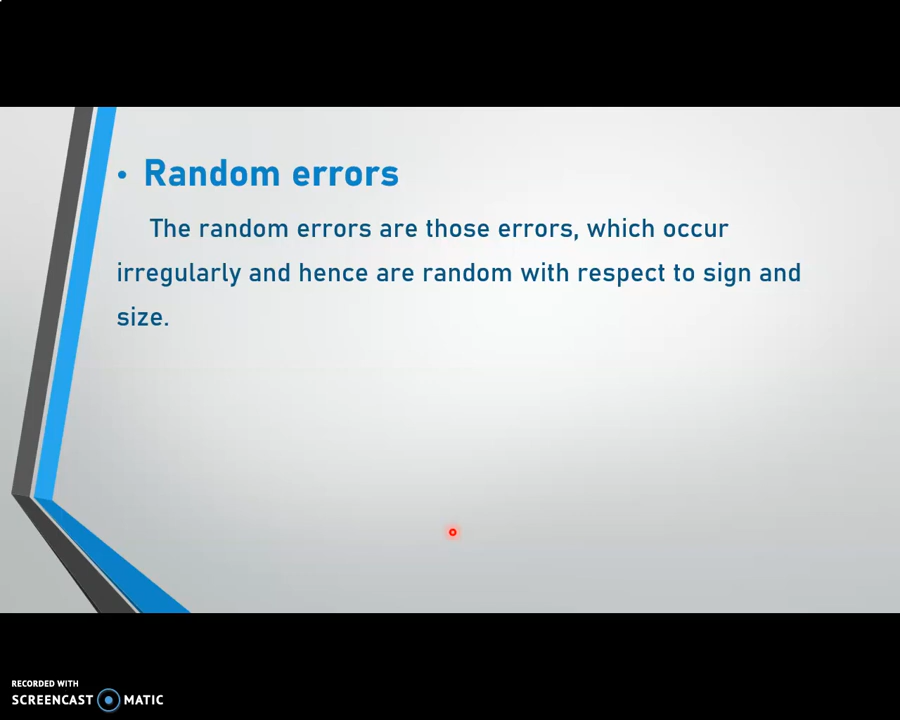 • Random errors
The random errors are those errors, which occur
irregularly and hence are random with respect to sign and
size.
RECORDED WITH
SCREENCAST MATIC